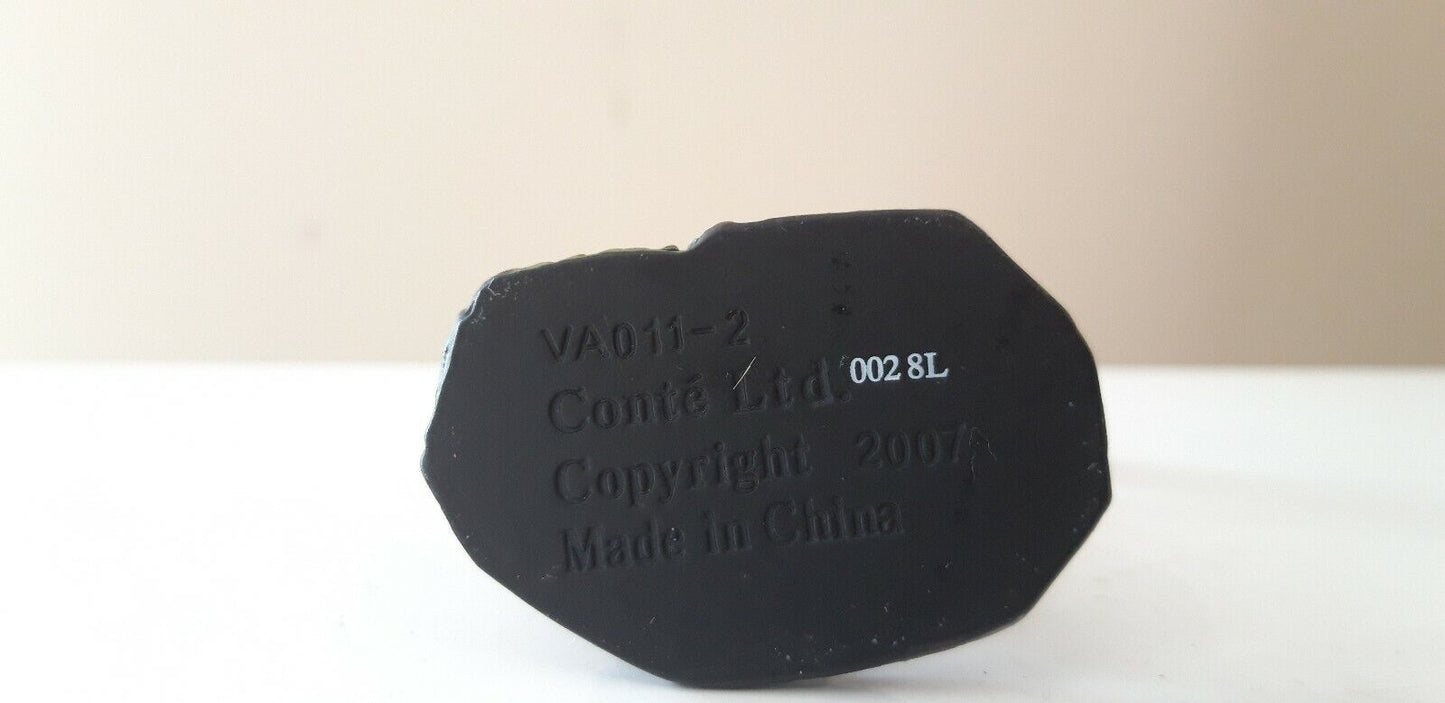 VA011-2
Conté Ltd. 002 8L
Copyright 2007
Made in China